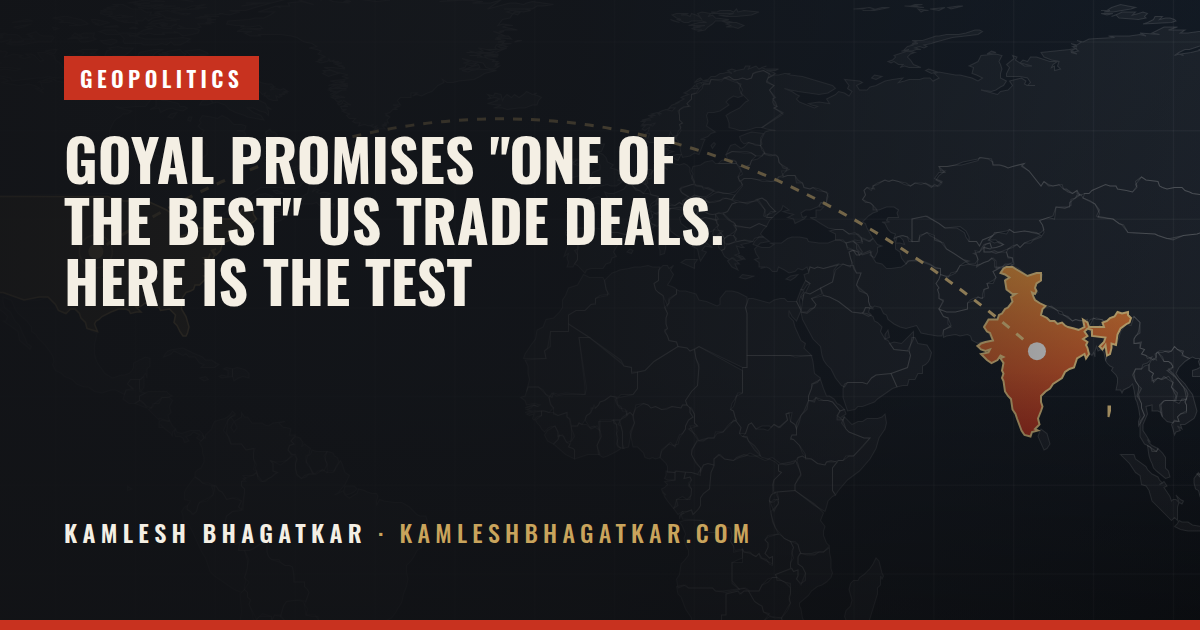 GEOPOLITICS
GOYAL PROMISES "ONE OF
THE BEST" US TRADE DEALS.
HERE IS THE TEST
KAMLESH BHAGATKAR · KAMLESHBHAGATKAR.COM